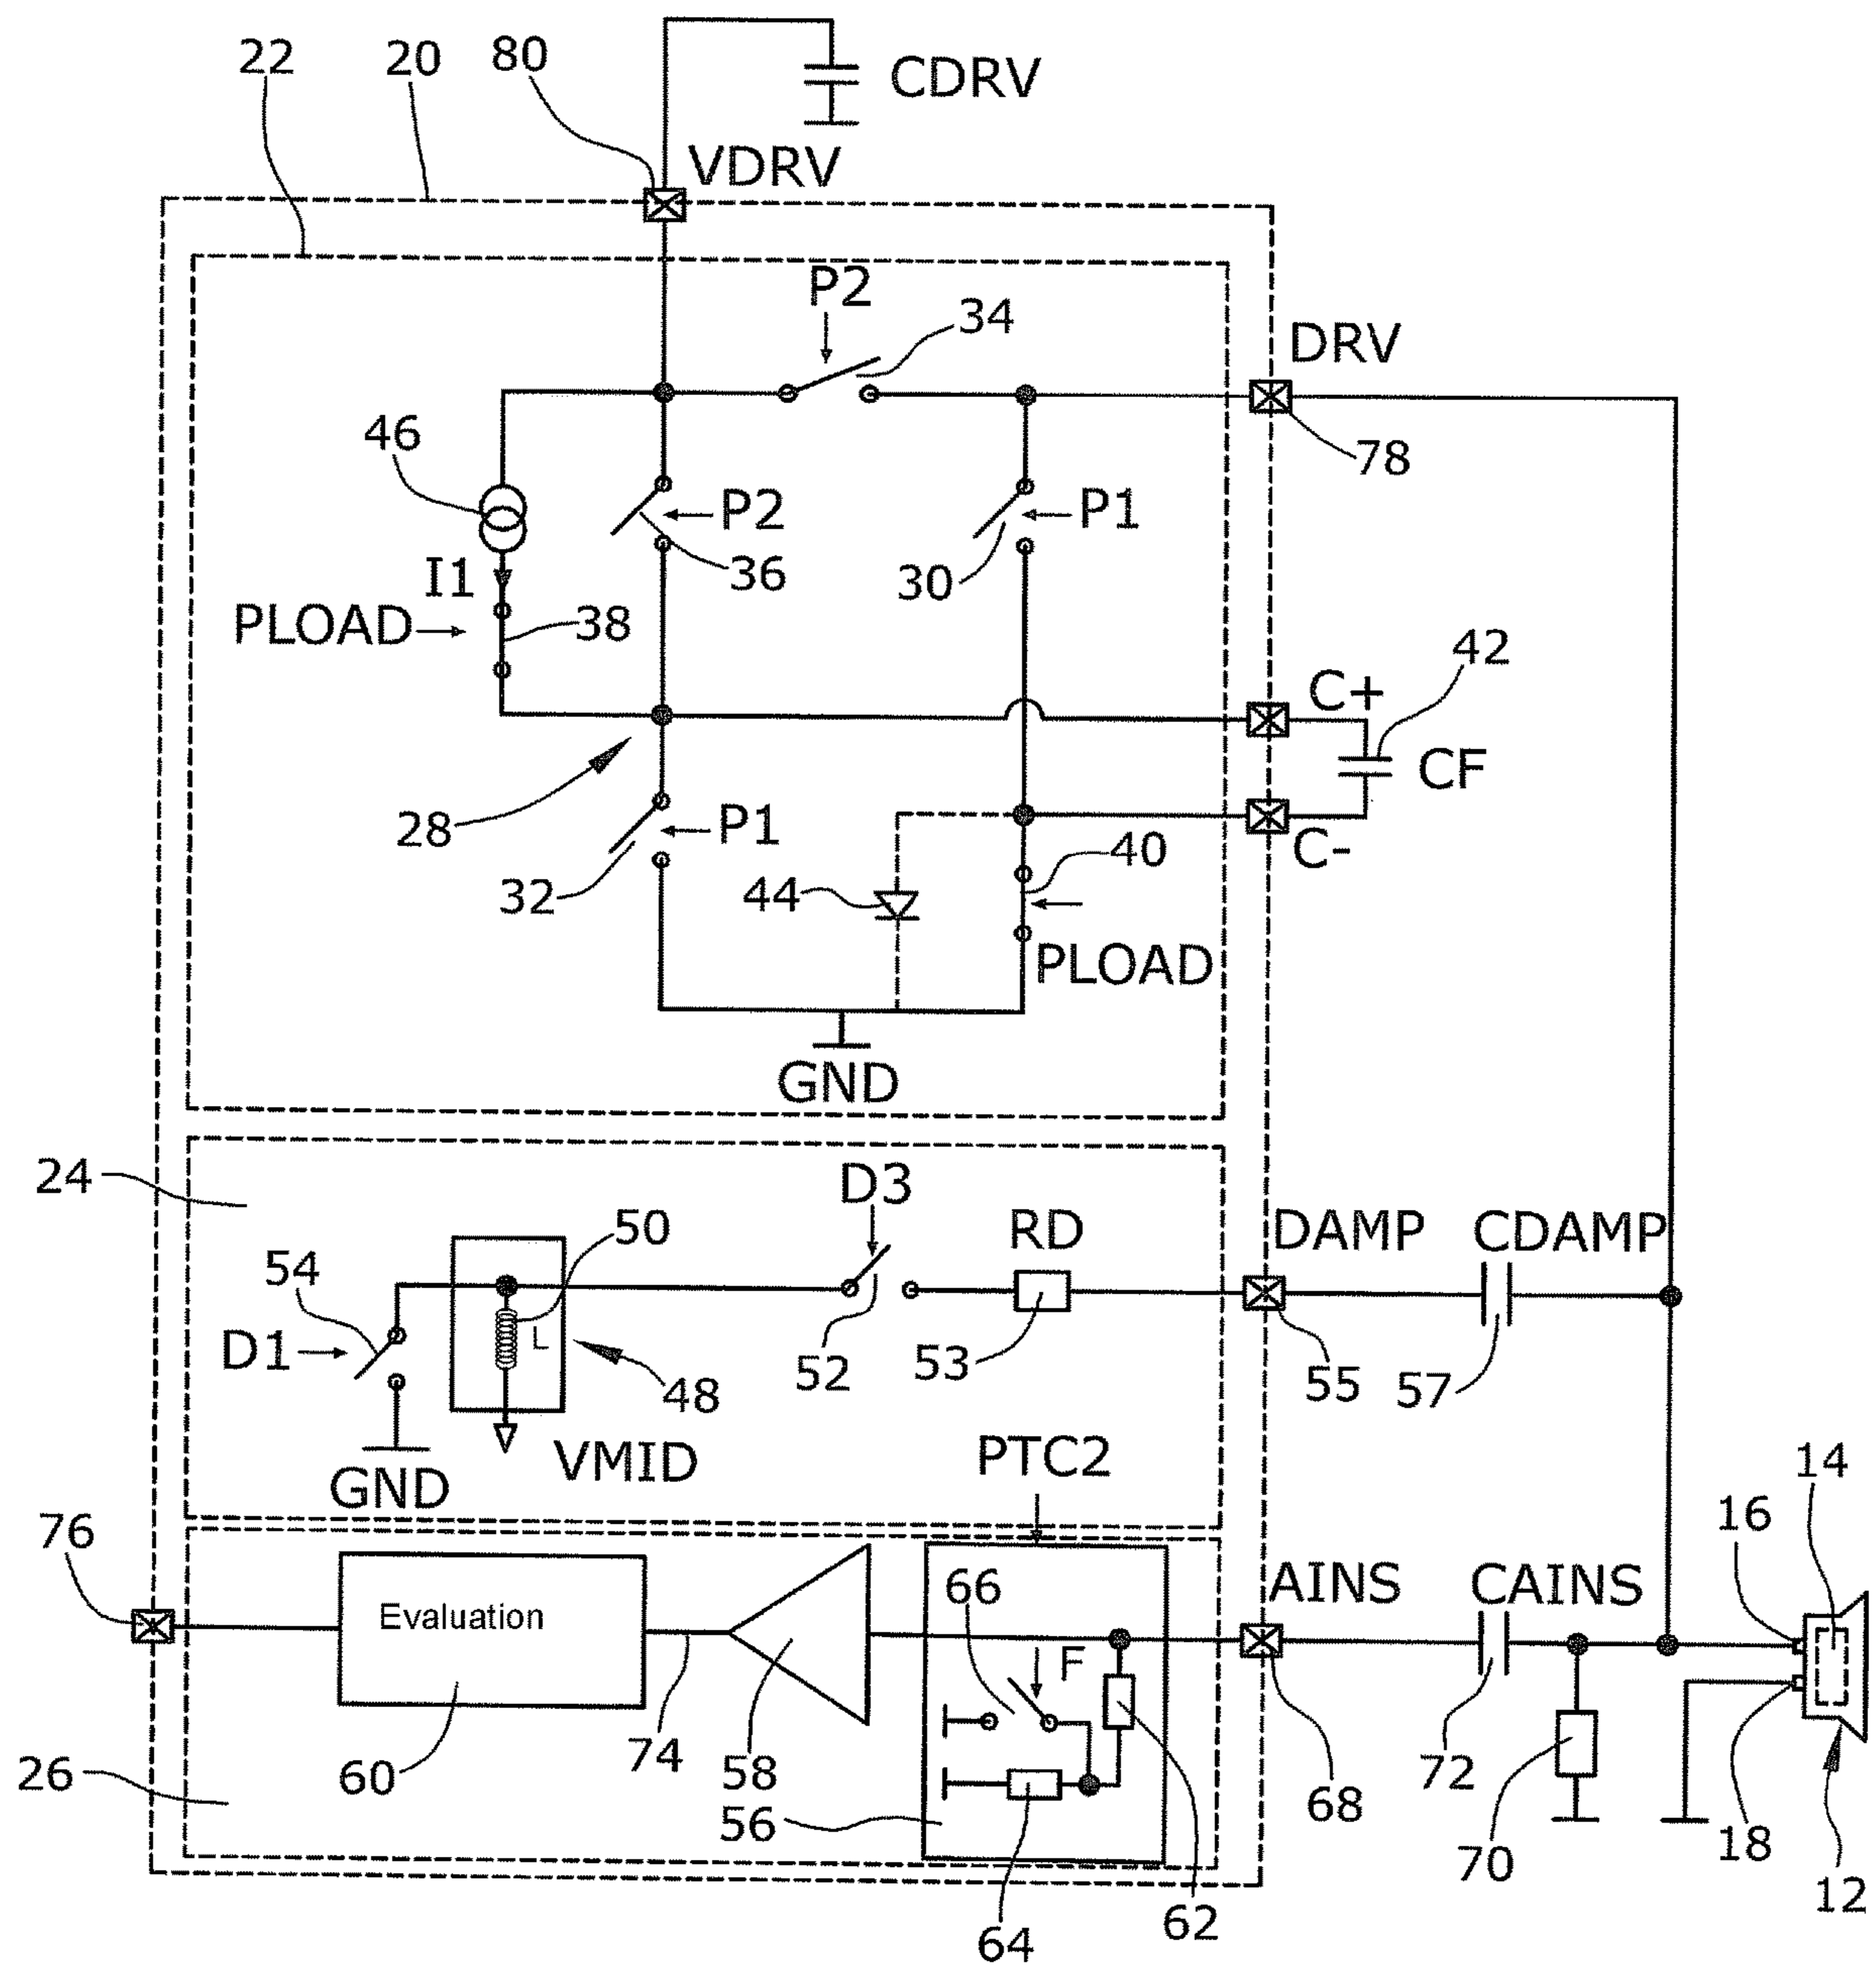 80
CDRV
22
20
VDRV
P2
34
DRV
78
46
P2
P1
36
30
I1
PLOAD
38
42
C+
CF
28
P1
C-
40
32
44
PLOAD
GND
24
D3
50
RD
DAMP
CDAMP
54
L
D1
52
53
55
57
48
VMID
PTC2
GND
14
16
76
AINS
CAINS
66
Evaluation
F
74
58
60
56
68
72
26
70
18
64
62
12